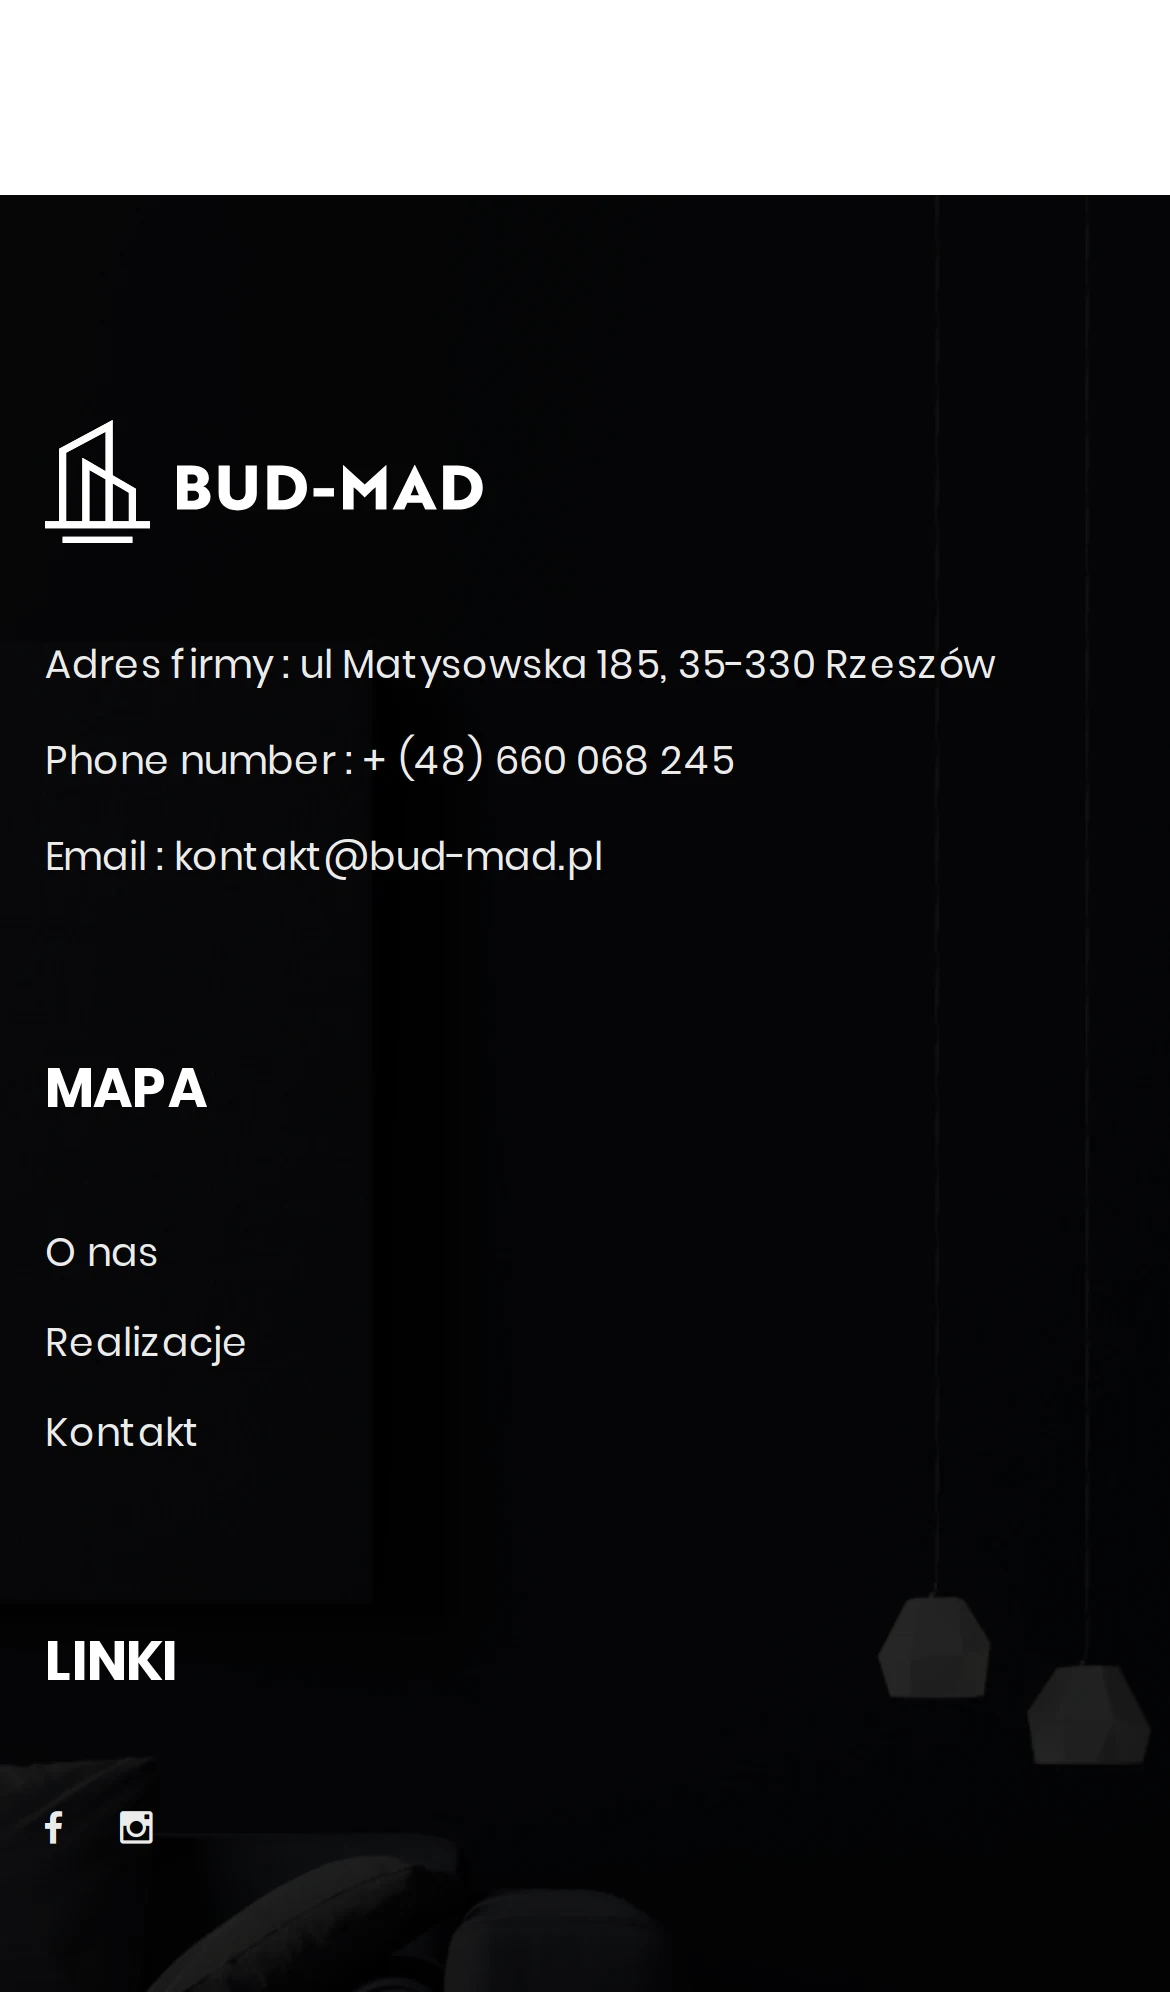 BUD-MAD
Adres firmy : ul Matysowska 185, 35-330 Rzeszów
Phone number : + (48) 660 068 245
Email : kontakt@bud-mad.pl
MAPA
O nas
Realizacje
Kontakt
LINKI